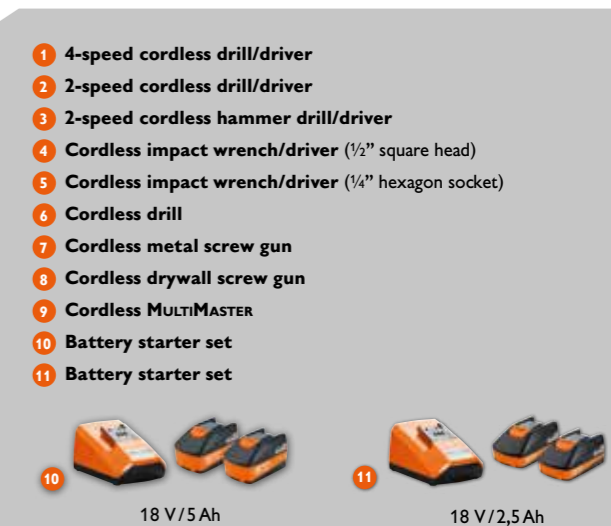 1 4-speed cordless drill/driver
2 2-speed cordless drill/driver
3 2-speed cordless hammer drill/driver
4 Cordless impact wrench/driver (½” square head)
5 Cordless impact wrench/driver (¼” hexagon socket)
6 Cordless drill
7 Cordless metal screw gun
8 Cordless drywall screw gun
9 Cordless MULTIMASTER
10 Battery starter set
11 Battery starter set
10
11
18 V / 5 Ah
18 V / 2,5 Ah